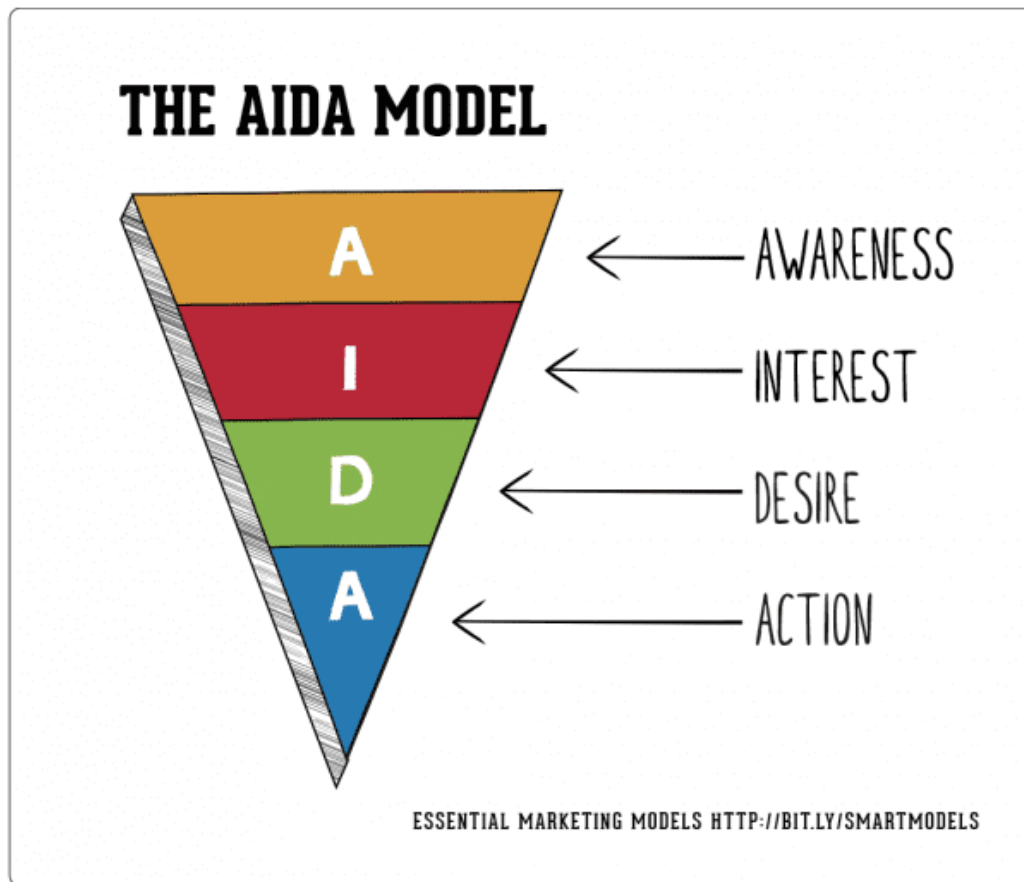 THE AIDA MODEL
A
AWARENESS
I
INTEREST
D
DESIRE
A
ACTION
ESSENTIAL MARKETING MODELS HTTP://BIT.LY/SMARTMODELS